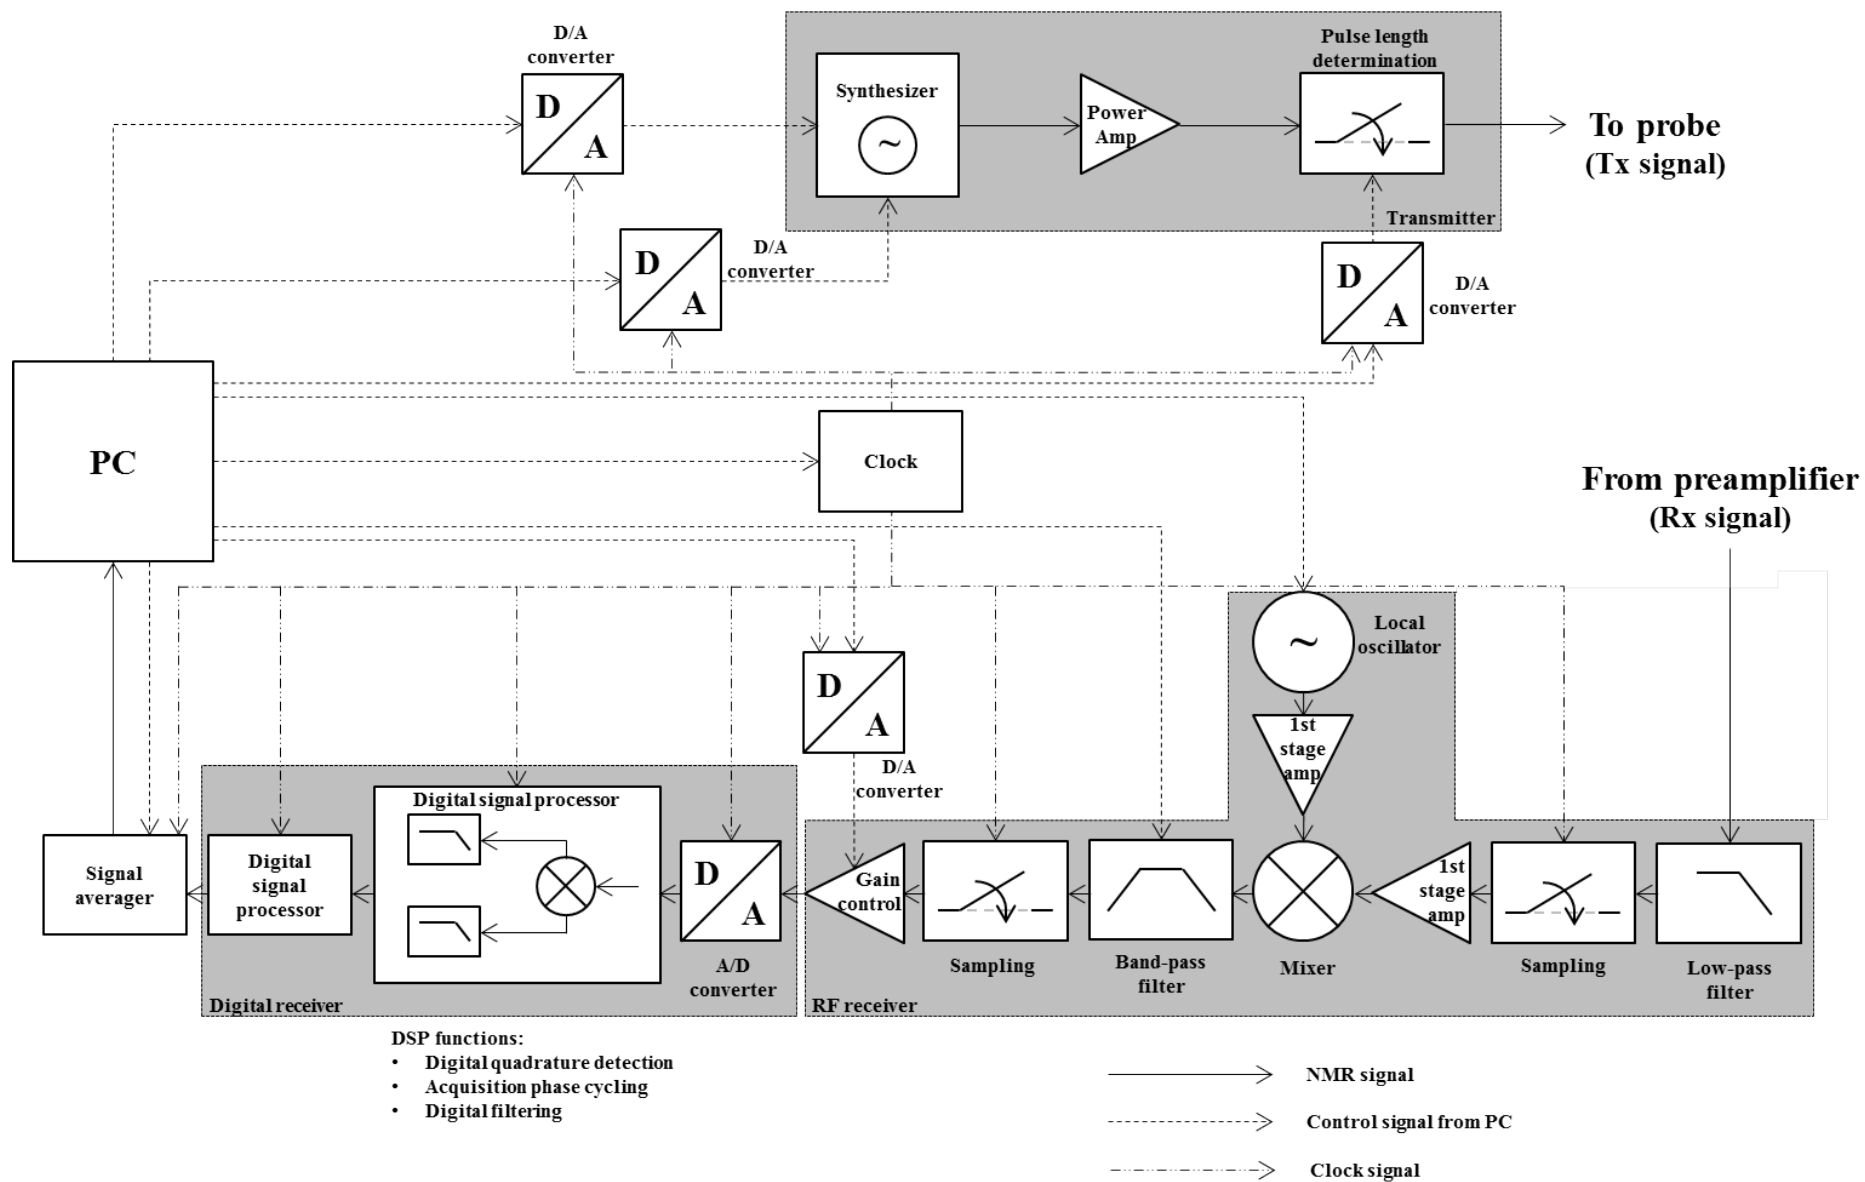 D/A
converter
D
A
Pulse length
determination
Synthesizer
~
Power
Amp
To probe
(Tx signal)
Transmitter
D
A
D/A
converter
D
A
D/A
converter
PC
Clock
From preamplifier
(Rx signal)
~
Local
oscillator
D
A
D/A
converter
1st
stage
amp
Signal
averager
Digital
signal
processor
Digital signal processor
D
A
A/D
converter
Digital receiver
Gain
control
Sampling
Band-pass
filter
Mixer
1st
stage
amp
Sampling
Low-pass
filter
RF receiver
DSP functions:
• Digital quadrature detection
• Acquisition phase cycling
• Digital filtering
NMR signal
Control signal from PC
Clock signal